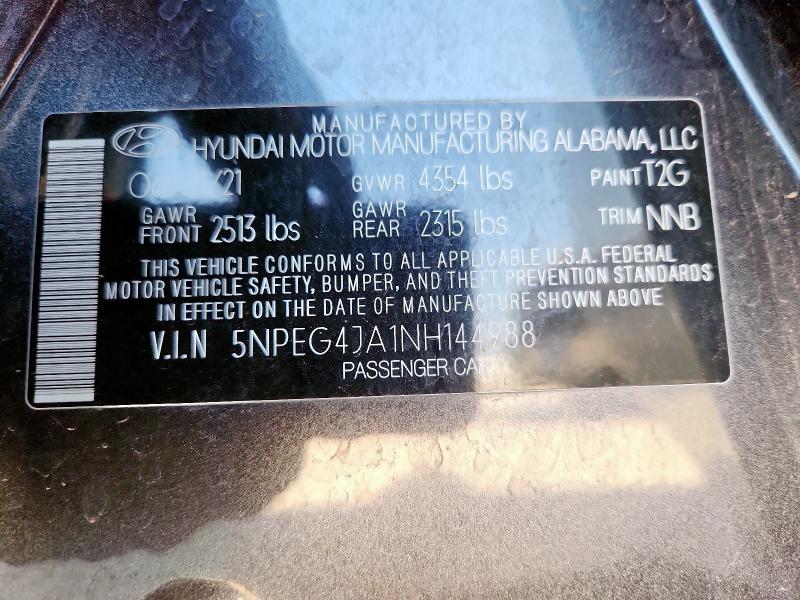 MANUFACTURED BY
HYUNDAI MOTOR MANUFACTURING ALABAMA, LLC
GVWR 4354 lbs PAINT T2G
GAWR FRONT 2513 lbs GAWR REAR 2315 lbs TRIM NNB
THIS VEHICLE CONFORMS TO ALL APPLICABLE U.S.A. FEDERAL
MOTOR VEHICLE SAFETY, BUMPER, AND THEFT PREVENTION STANDARDS
IN EFFECT ON THE DATE OF MANUFACTURE SHOWN ABOVE
V.I.N 5NPEG4JA1NH144988
PASSENGER CAR